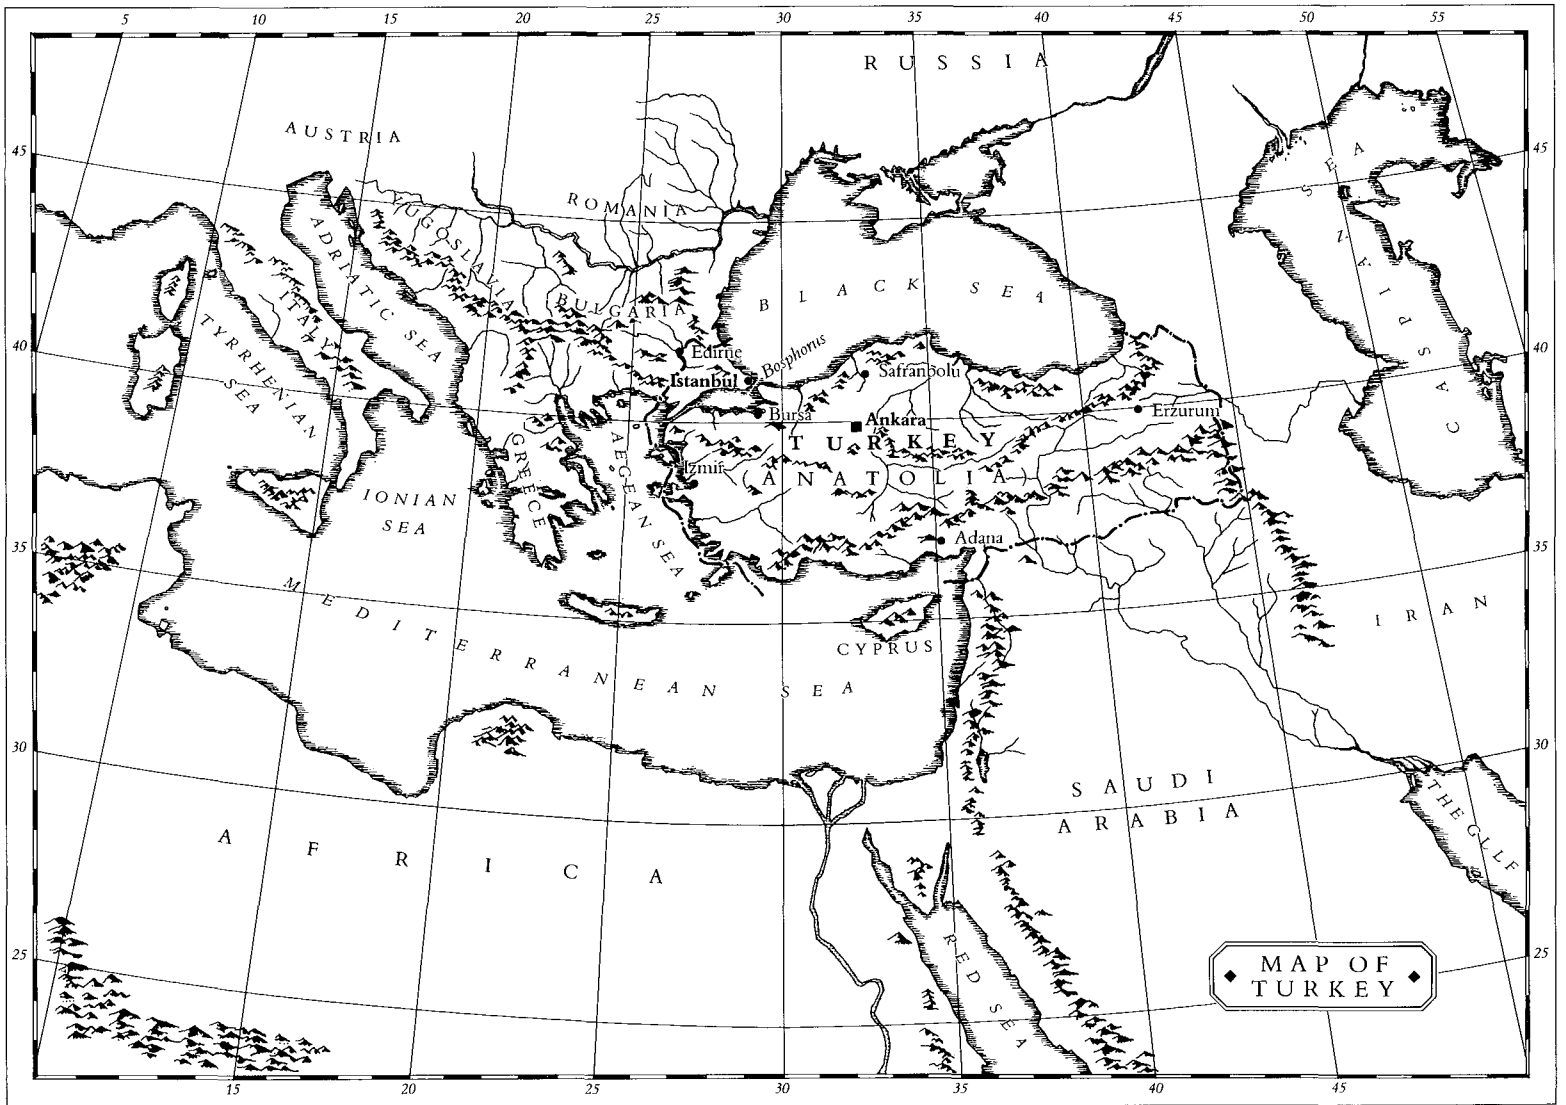 5 10 15 20 25 30 35 40 45 50 55
RUSSIA
AUSTRIA
45
45
ROMANIA
YUGOSLAVIA
ADRIATIC SEA
ITALY
BULGARIA
BLACK SEA
CASPIAN SEA
TYRRHENIAN
SEA
40
40
Edirne
Bosphorus
Istanbul
Safranbolu
Bursa
Ankara
Erzurum
TURKEY
Izmir
ANATOLIA
GREECE
AEGEAN SEA
IONIAN
SEA
Adana
35
35
MEDITERRANEAN SEA
IRAN
CYPRUS
30
30
SAUDI
ARABIA
THE GULF
AFRICA
RED SEA
25
25
MAP OF
TURKEY
15 20 25 30 35 40 45